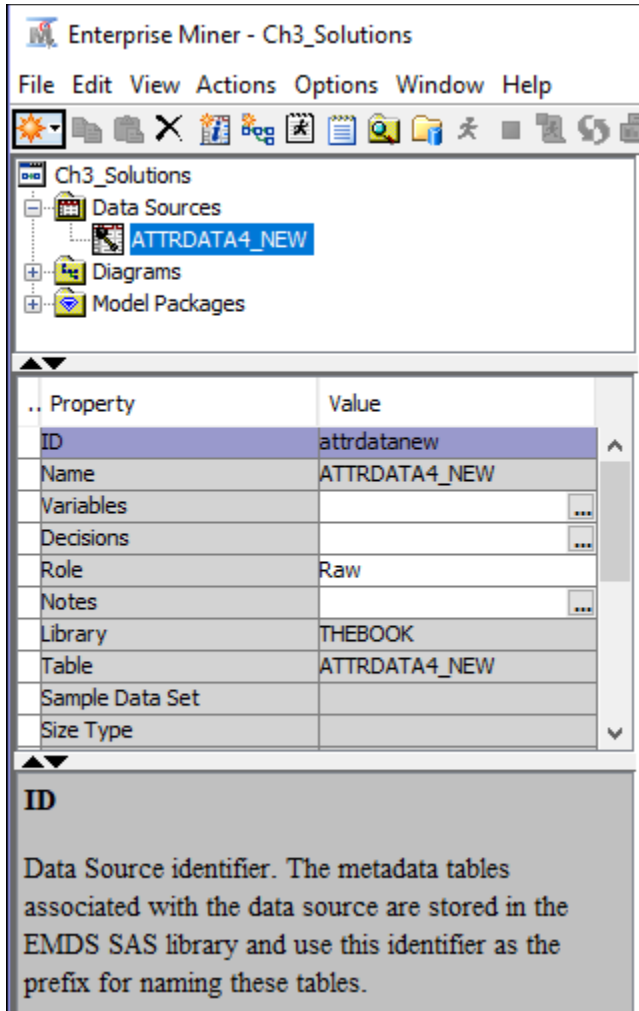 Enterprise Miner - Ch3_Solutions
File Edit View Actions Options Window Help
Ch3_Solutions
Data Sources
ATTRDATA4_NEW
Diagrams
Model Packages
.. Property Value
ID attrdatanew
Name ATTRDATA4_NEW
Variables ...
Decisions ...
Role Raw
Notes ...
Library THEBOOK
Table ATTRDATA4_NEW
Sample Data Set
Size Type
ID
Data Source identifier. The metadata tables
associated with the data source are stored in the
EMDS SAS library and use this identifier as the
prefix for naming these tables.